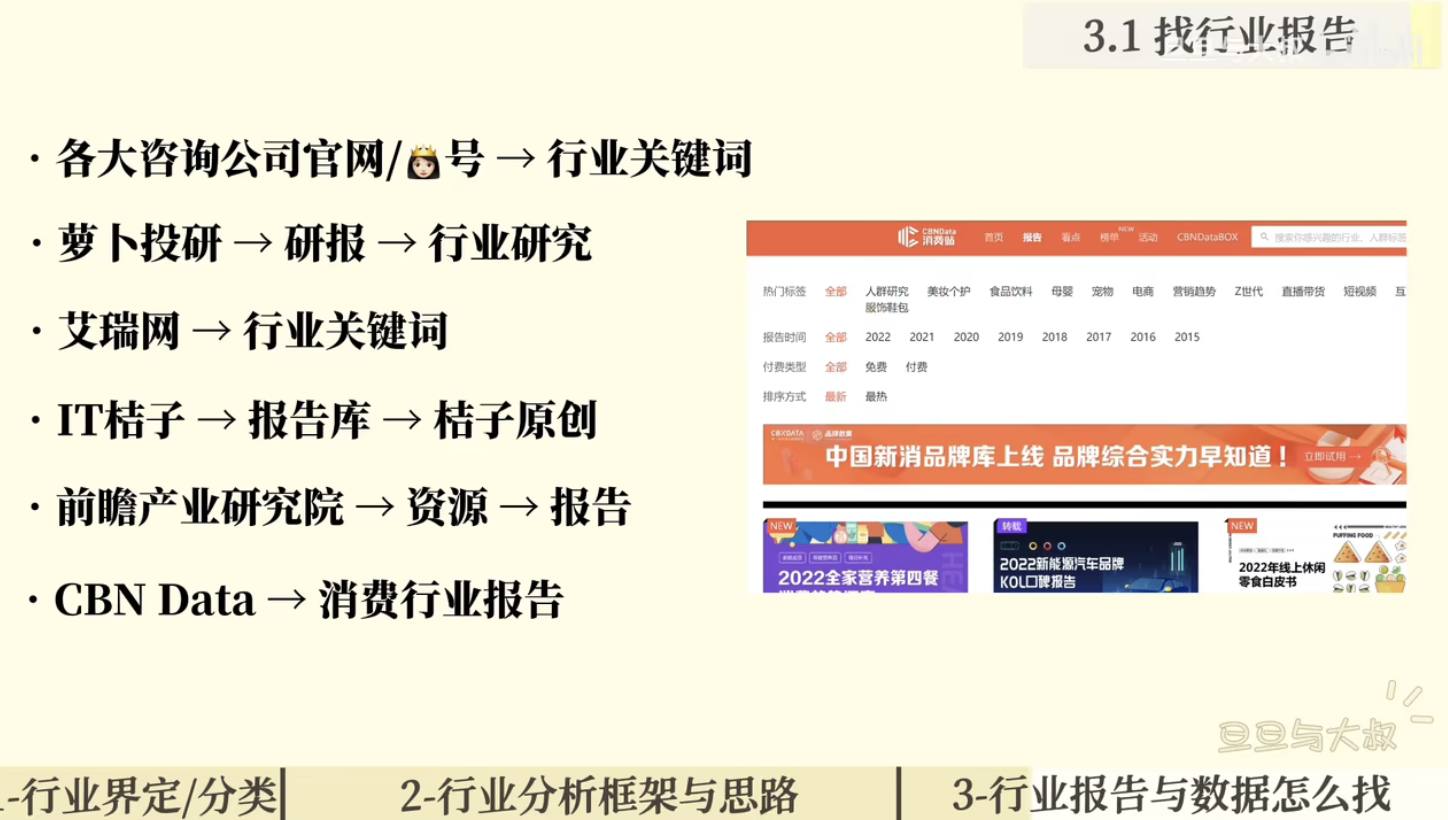 3.1 找行业报告
· 各大咨询公司官网/👸🏻号 → 行业关键词
· 萝卜投研 → 研报 → 行业研究
· 艾瑞网 → 行业关键词
· IT桔子 → 报告库 → 桔子原创
· 前瞻产业研究院 → 资源 → 报告
· CBN Data → 消费行业报告
CBNData 消费站 首页 报告 看点 榜单 NEW 活动 CBNDataBOX 搜索你感兴趣的行业、人群标签
热门标签 全部 人群研究 美妆个护 食品饮料 母婴 宠物 电商 营销趋势 Z世代 直播带货 短视频 互
服饰鞋包
报告时间 全部 2022 2021 2020 2019 2018 2017 2016 2015
付费类型 全部 免费 付费
排序方式 最新 最热
CBNDATA
中国新消品牌库上线 品牌综合实力早知道！ 立即试用 →
NEW
2022全家营养第四餐
转载
2022新能源汽车品牌
KOL口碑报告
NEW
PUFFING FOOD
2022年线上休闲
零食白皮书
旦旦与大叔
1-行业界定/分类
2-行业分析框架与思路
3-行业报告与数据怎么找